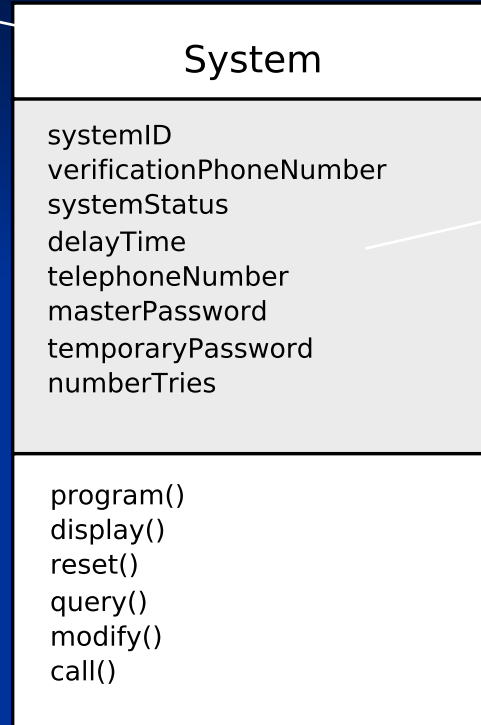 System
systemID
verificationPhoneNumber
systemStatus
delayTime
telephoneNumber
masterPassword
temporaryPassword
numberTries
program()
display()
reset()
query()
modify()
call()